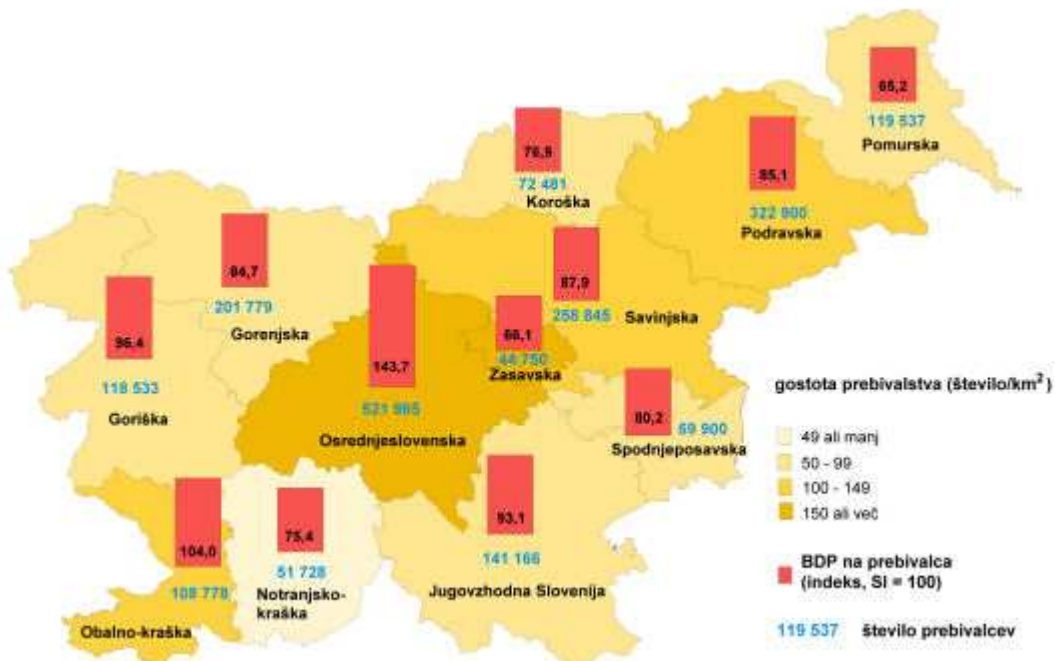 65,2
119 537
Pomurska
76,5
72 481
Koroška
85,1
322 900
Podravska
84,7
201 779
Gorenjska
87,9
258 845
Savinjska
96,4
118 533
Goriška
143,7
521 965
Osrednjeslovenska
66,1
44 750
Zasavska
80,2
69 900
Spodnjeposavska
104,0
108 778
Obalno-kraška
75,4
51 728
Notranjsko-
kraška
93,1
141 166
Jugovzhodna Slovenija
gostota prebivalstva (število/km²)
49 ali manj
50 - 99
100 - 149
150 ali več
BDP na prebivalca
(indeks, SI = 100)
119 537 število prebivalcev